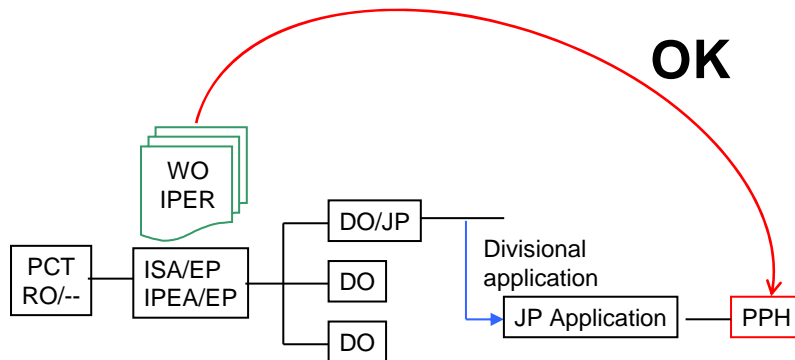 OK
WO
IPER
DO/JP
PCT
RO/--
ISA/EP
IPEA/EP
Divisional
application
DO
JP Application
PPH
DO